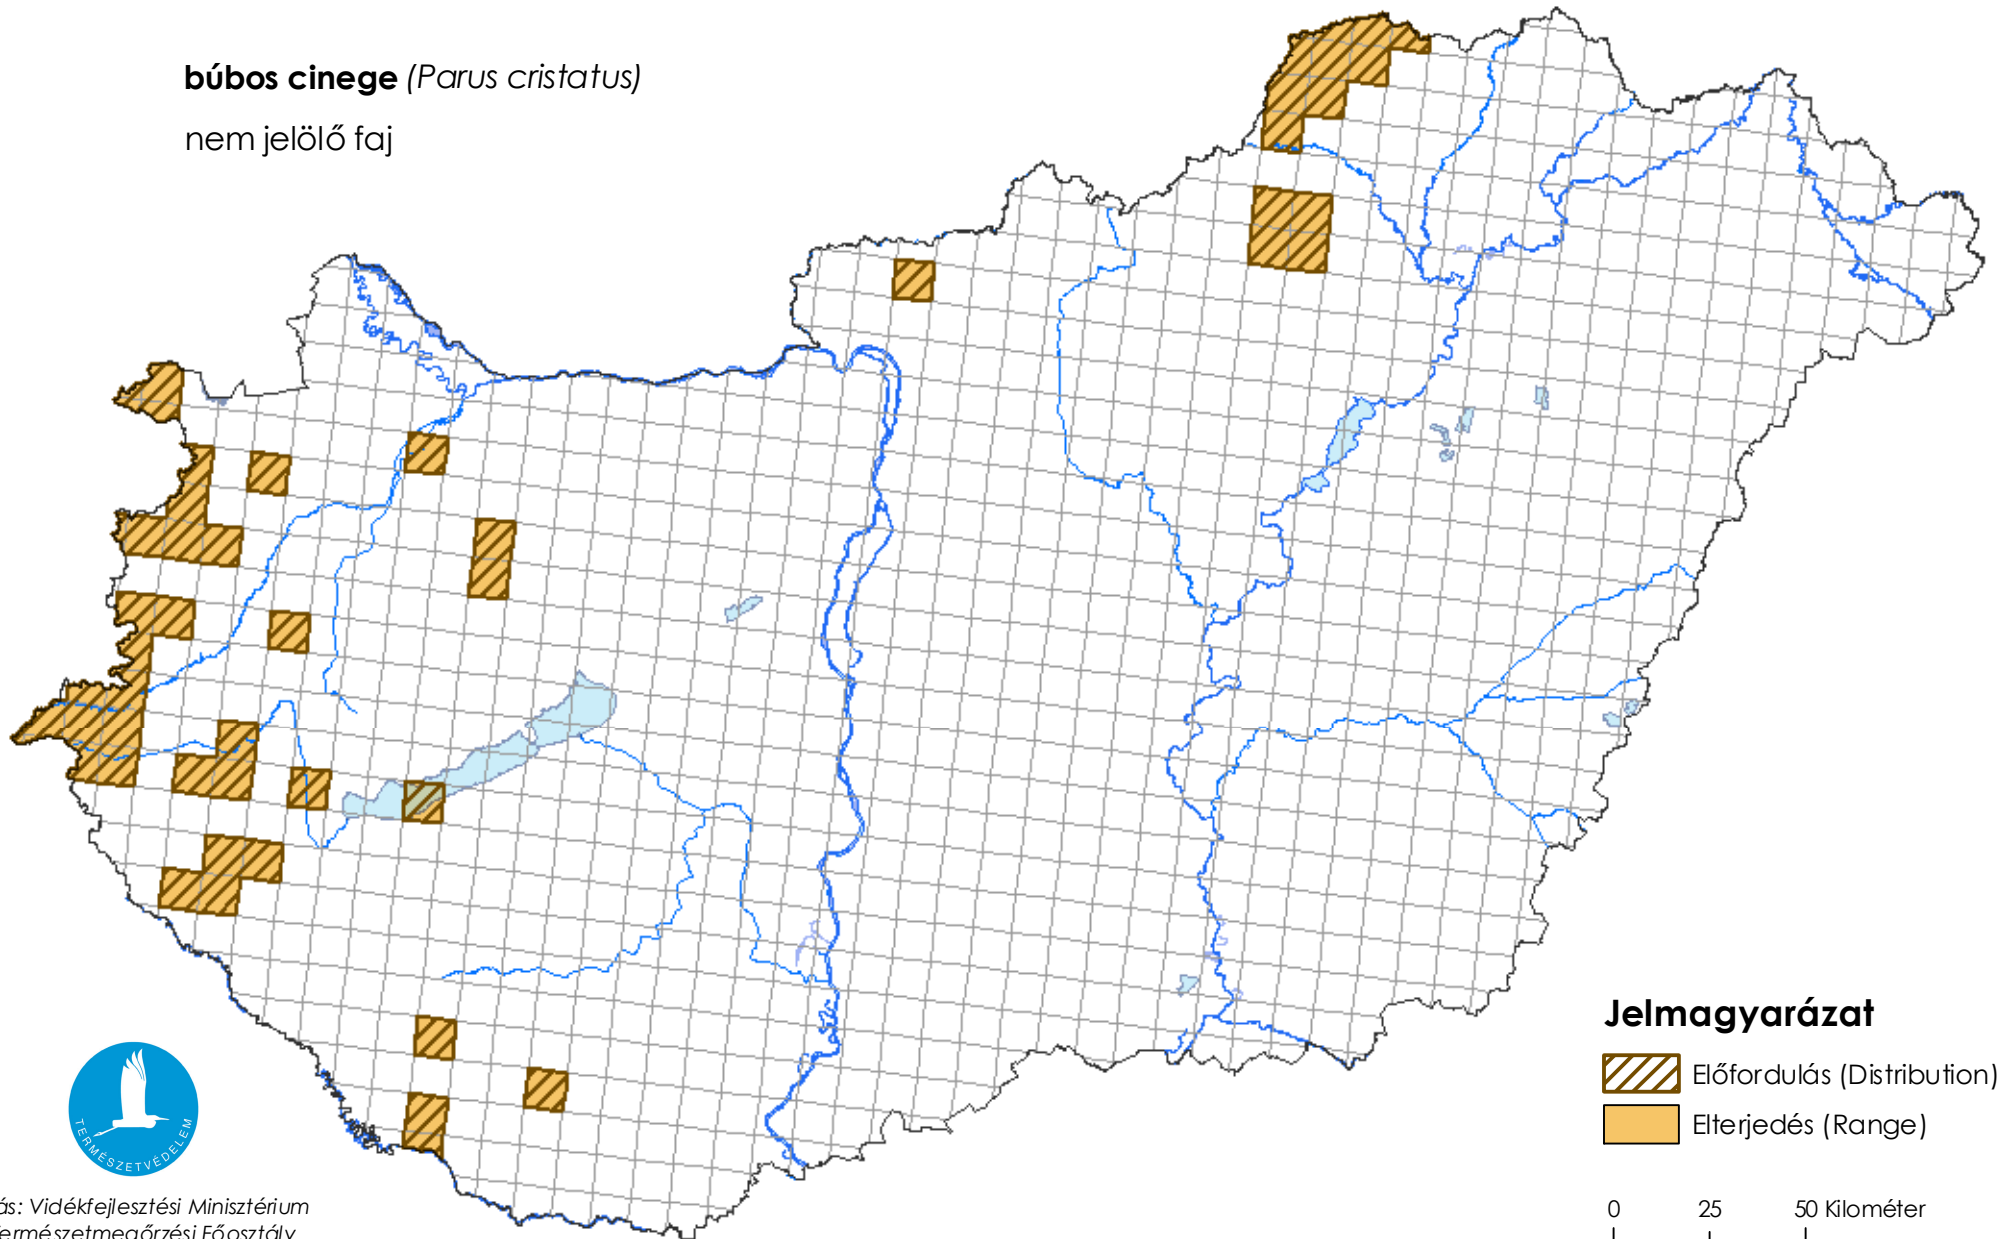 búbos cinege (Parus cristatus)
nem jelölő faj
Jelmagyarázat
Előfordulás (Distribution)
Elterjedés (Range)
0 25 50 Kilométer
TERMÉSZETVÉDELEM
ás: Vidékfejlesztési Minisztérium
Természetmegőrzési Főosztály